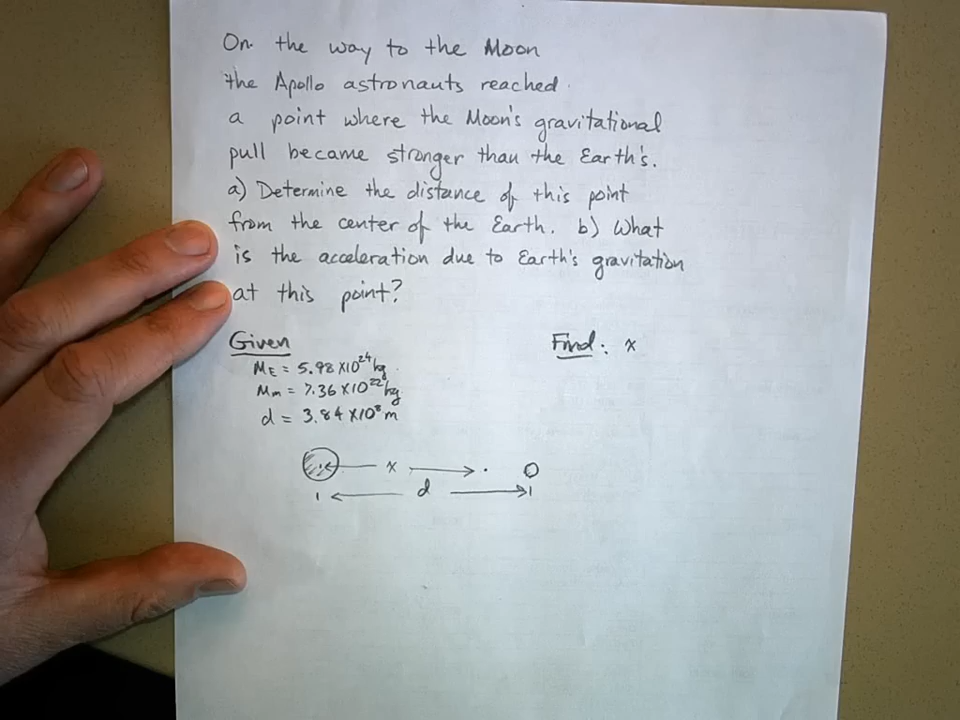 On the way to the Moon
the Apollo astronauts reached
a point where the Moon's gravitational
pull became stronger than the Earth's.
a) Determine the distance of this point
from the center of the Earth. b) What
is the acceleration due to Earth's gravitation
at this point?
Given
Find: x
ME = 5.98 X10^24 kg
Mm = 7.36 X10^22 kg
d = 3.84 X10^8 m
x
d